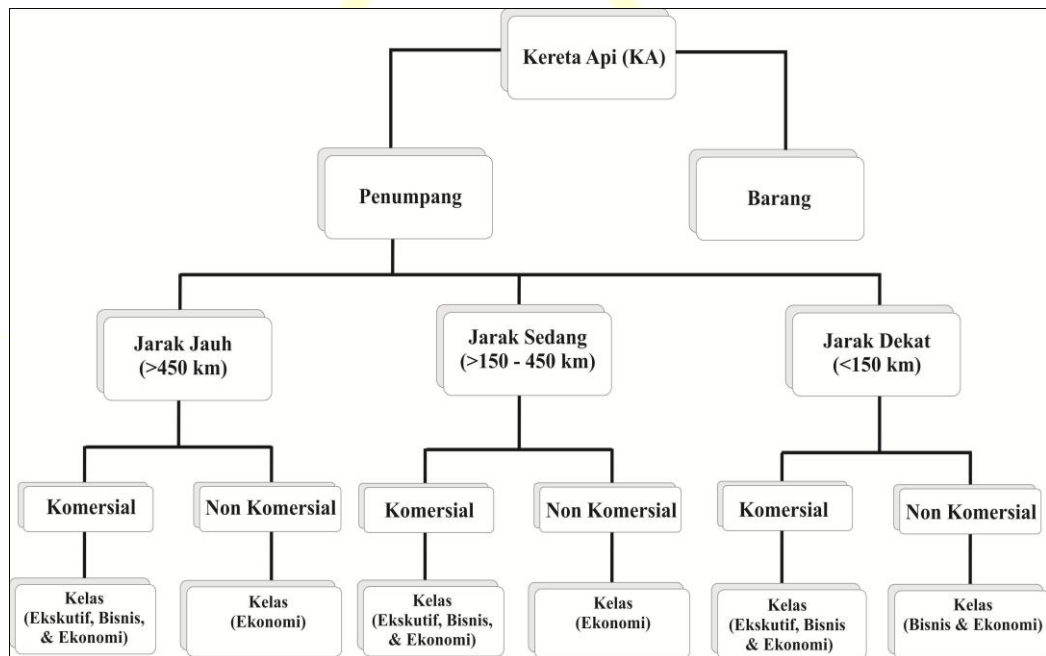 Kereta Api (KA)
Penumpang
Barang
Jarak Jauh
(>450 km)
Jarak Sedang
(>150 - 450 km)
Jarak Dekat
(<150 km)
Komersial
Non Komersial
Komersial
Non Komersial
Komersial
Non Komersial
Kelas
(Ekskutif, Bisnis,
& Ekonomi)
Kelas
(Ekonomi)
Kelas
(Ekskutif, Bisnis,
& Ekonomi)
Kelas
(Ekonomi)
Kelas
(Ekskutif, Bisnis
& Ekonomi)
Kelas
(Bisnis & Ekonomi)